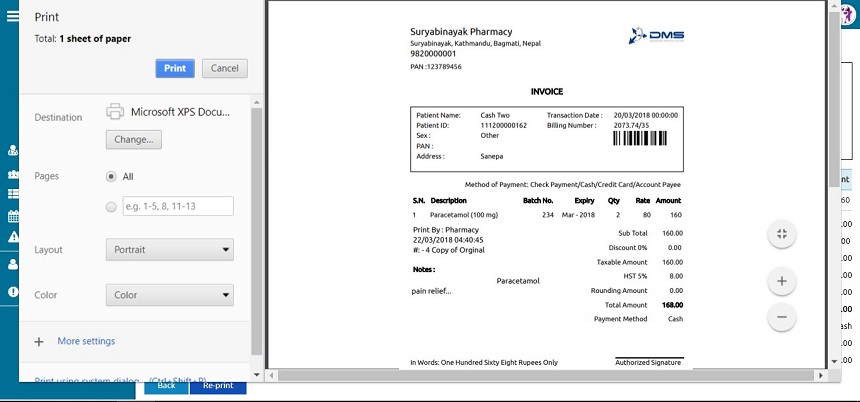 Print
Total: 1 sheet of paper
Print
Cancel
Destination
Microsoft XPS Docu...
Change...
Pages
All
e.g. 1-5, 8, 11-13
Layout
Portrait
Color
Color
+ More settings
Print using system dialog... (Ctrl+Shift+P)
Back
Re-print
Suryabinayak Pharmacy
Suryabinayak, Kathmandu, Bagmati, Nepal
9820000001
PAN :123789456
DMS
INVOICE
Patient Name: Cash Two Transaction Date : 20/03/2018 00:00:00
Patient ID: 111200000162 Billing Number : 2073.74/35
Sex : Other
PAN :
Address : Sanepa
Method of Payment: Check Payment/Cash/Credit Card/Account Payee
S.N. Description Batch No. Expiry Qty Rate Amount
1 Paracetamol (100 mg) 234 Mar - 2018 2 80 160
Print By : Pharmacy
22/03/2018 04:40:45
#: - 4 Copy of Orginal
Sub Total 160.00
Discount 0% 0.00
Taxable Amount 160.00
HST 5% 8.00
Rounding Amount 0.00
Total Amount 168.00
Payment Method Cash
Notes :
Paracetamol
pain relief...
In Words: One Hundred Sixty Eight Rupees Only
Authorized Signature